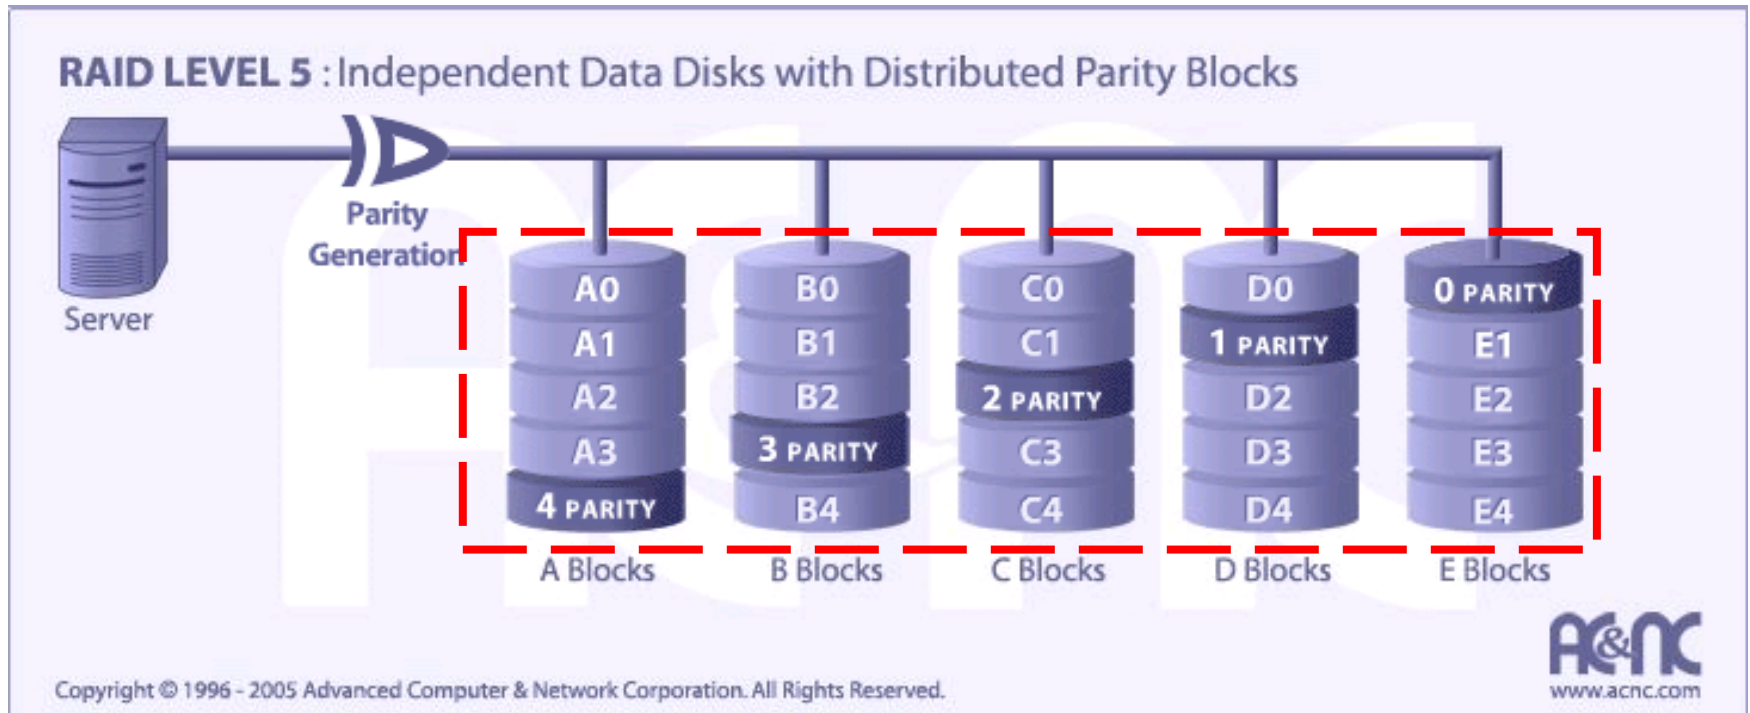 RAID LEVEL 5 : Independent Data Disks with Distributed Parity Blocks
Parity
Generation
Server
A0 B0 C0 D0 0 PARITY
A1 B1 C1 1 PARITY E1
A2 B2 2 PARITY D2 E2
A3 3 PARITY C3 D3 E3
4 PARITY B4 C4 D4 E4
A Blocks B Blocks C Blocks D Blocks E Blocks
AC&NC
www.acnc.com
Copyright © 1996 - 2005 Advanced Computer & Network Corporation. All Rights Reserved.